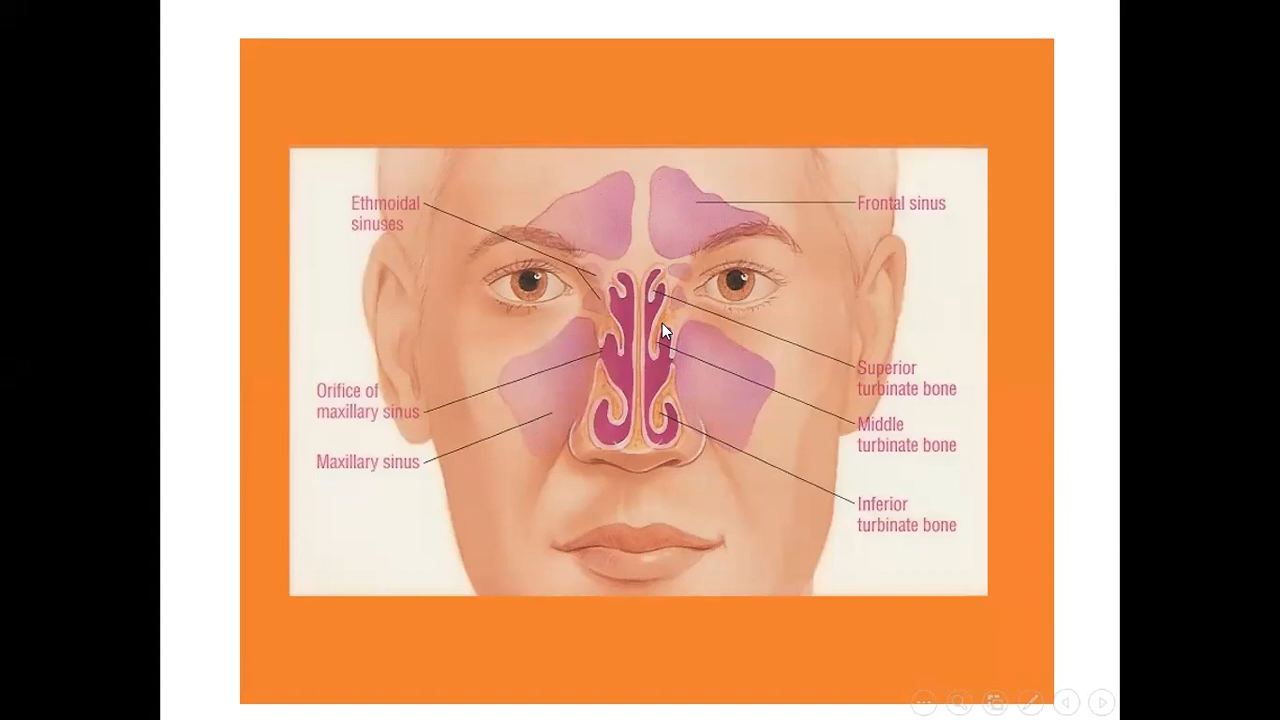 Ethmoidal
sinuses
Frontal sinus
Orifice of
maxillary sinus
Maxillary sinus
Superior
turbinate bone
Middle
turbinate bone
Inferior
turbinate bone